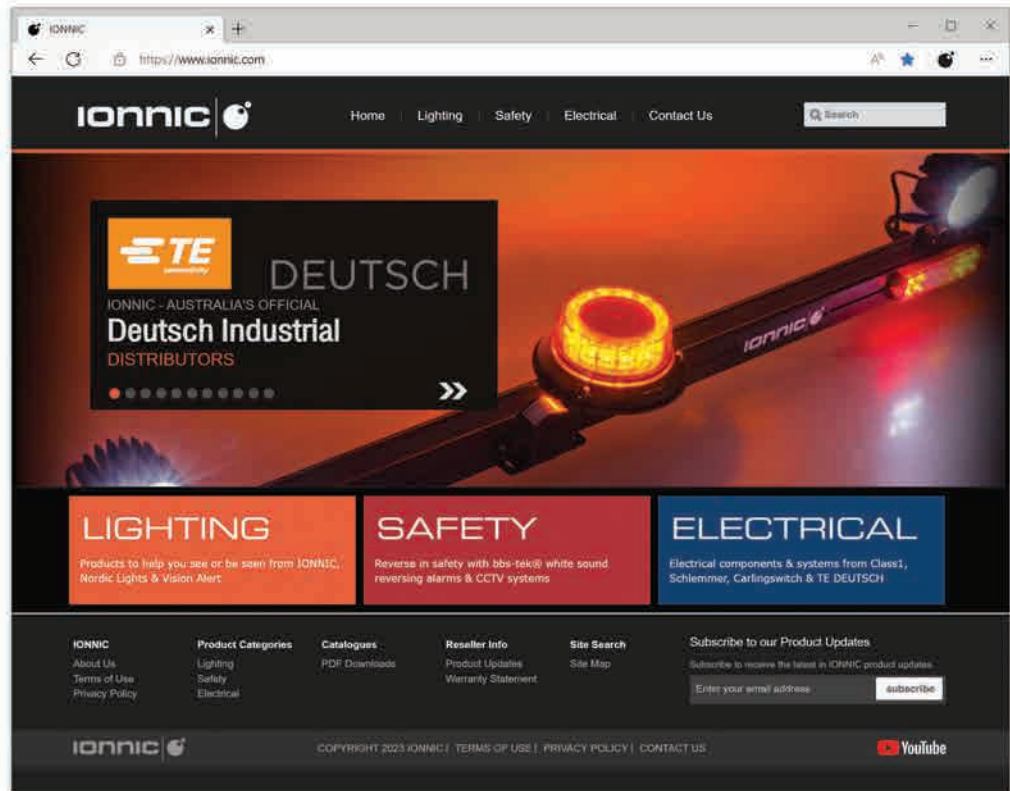 IONNIC
https://www.ionnic.com
IONNIC
Home | Lighting | Safety | Electrical | Contact Us
Search
TE
connectivity
DEUTSCH
IONNIC - AUSTRALIA'S OFFICIAL
Deutsch Industrial
DISTRIBUTORS
IONNIC
LIGHTING
Products to help you see or be seen from IONNIC,
Nordic Lights & Vision Alert
SAFETY
Reverse in safety with bbs-tek® white sound
reversing alarms & CCTV systems
ELECTRICAL
Electrical components & systems from Class1,
Schlemmer, Carlingswitch & TE DEUTSCH
IONNIC
About Us
Terms of Use
Privacy Policy
Product Categories
Lighting
Safety
Electrical
Catalogues
PDF Downloads
Reseller Info
Product Updates
Warranty Statement
Site Search
Site Map
Subscribe to our Product Updates
Subscribe to receive the latest in IONNIC product updates.
Enter your email address
subscribe
IONNIC
COPYRIGHT 2023 IONNIC | TERMS OF USE | PRIVACY POLICY | CONTACT US
YouTube